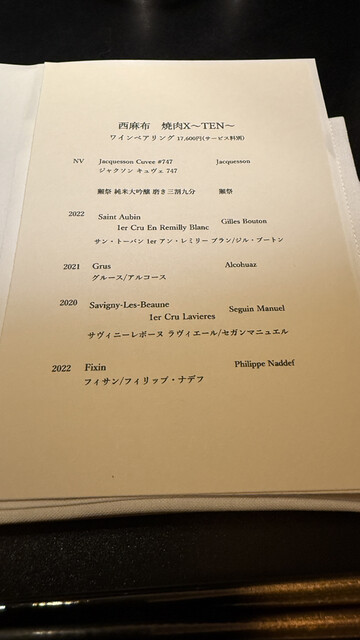 西麻布 焼肉X〜TEN〜
ワインペアリング 17,600円(サービス料別)
NV Jacquesson Cuvee #747 Jacquesson
ジャクソン キュヴェ 747
獺祭 純米大吟醸 磨き三割九分 獺祭
2022 Saint Aubin Gilles Bouton
1er Cru En Remilly Blanc
サン・トーバン 1er アン・レミリー ブラン/ジル・ブートン
2021 Grus Alcohuaz
グルース/アルコース
2020 Savigny-Les-Beaune Seguin Manuel
1er Cru Lavieres
サヴィニーレボーヌ ラヴィエール/セガンマニュエル
2022 Fixin Philippe Naddef
フィサン/フィリップ・ナデフ